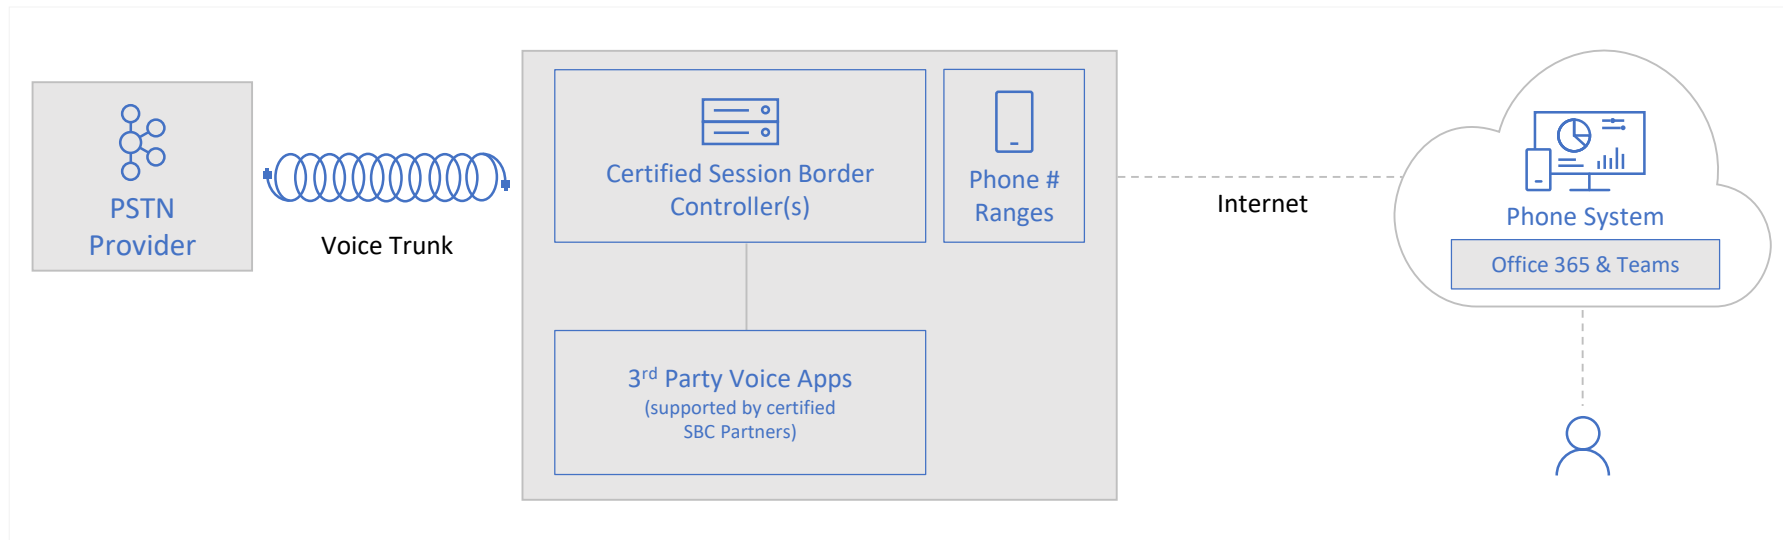 PSTN
Provider
Voice Trunk
Certified Session Border
Controller(s)
Phone #
Ranges
3rd Party Voice Apps
(supported by certified
SBC Partners)
Internet
Phone System
Office 365 & Teams